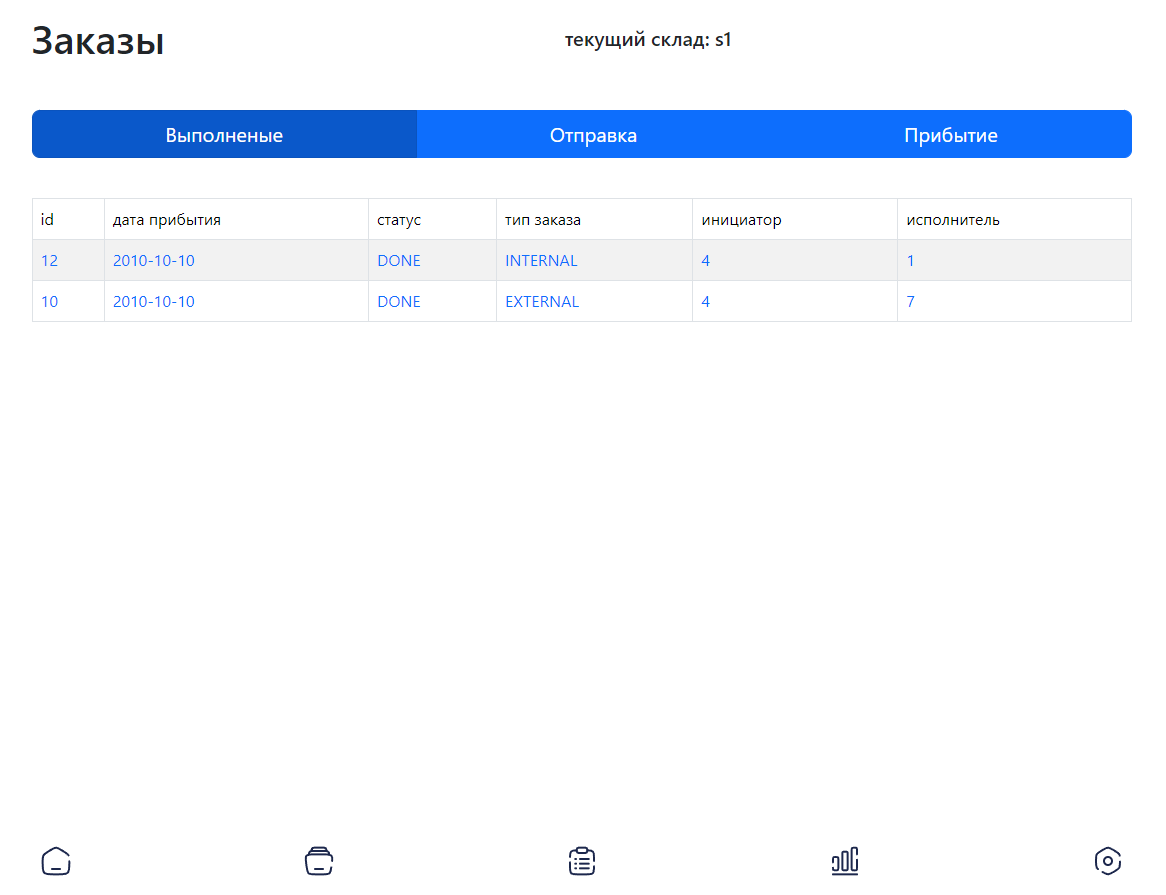 Заказы
текущий склад: s1
Выполненые Отправка Прибытие
id дата прибытия статус тип заказа инициатор исполнитель
12 2010-10-10 DONE INTERNAL 4 1
10 2010-10-10 DONE EXTERNAL 4 7